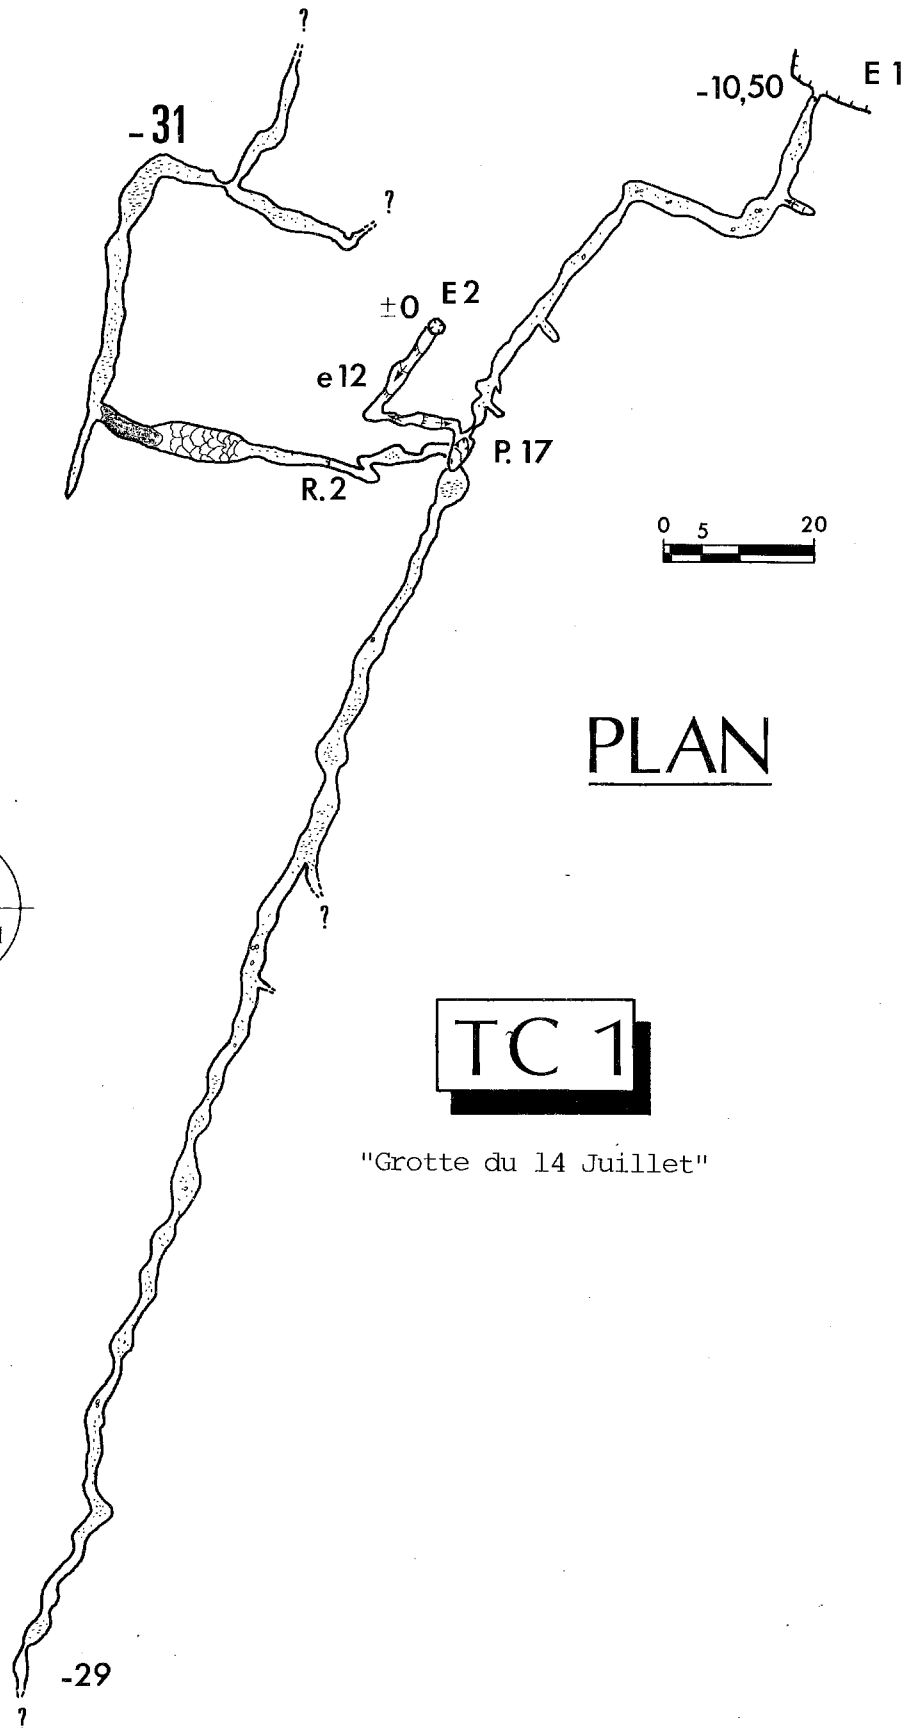 ?
-10,50 E 1
-31
?
±0 E 2
e 12
P. 17
R. 2
0 5 20
PLAN
?
TC 1
"Grotte du 14 Juillet"
-29
?